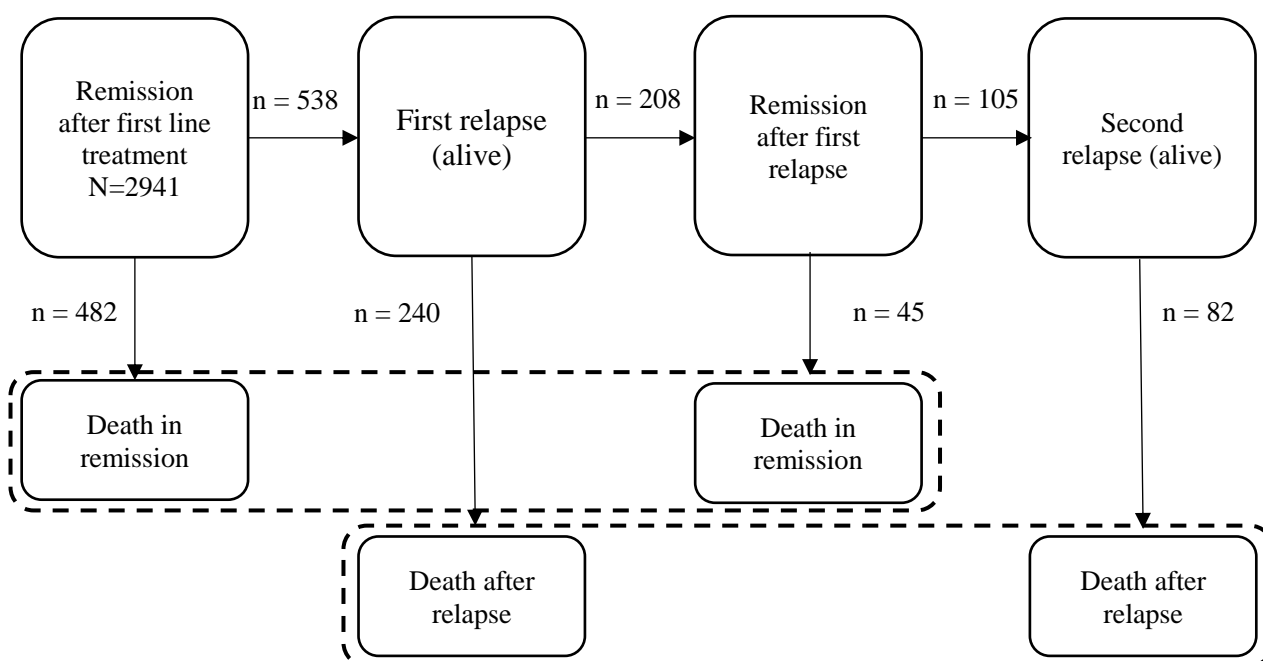 Remission
after first line
treatment
N=2941
n = 538
First relapse
(alive)
n = 208
Remission
after first
relapse
n = 105
Second
relapse (alive)
n = 482
n = 240
n = 45
n = 82
Death in
remission
Death in
remission
Death after
relapse
Death after
relapse